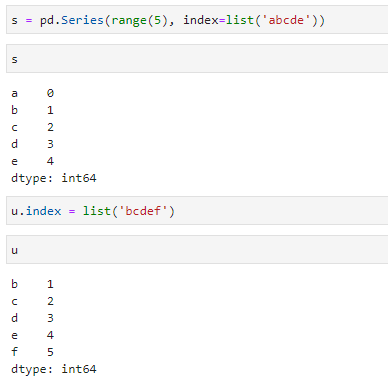 s = pd.Series(range(5), index=list('abcde'))
s
a    0
b    1
c    2
d    3
e    4
dtype: int64
u.index = list('bcdef')
u
b    1
c    2
d    3
e    4
f    5
dtype: int64